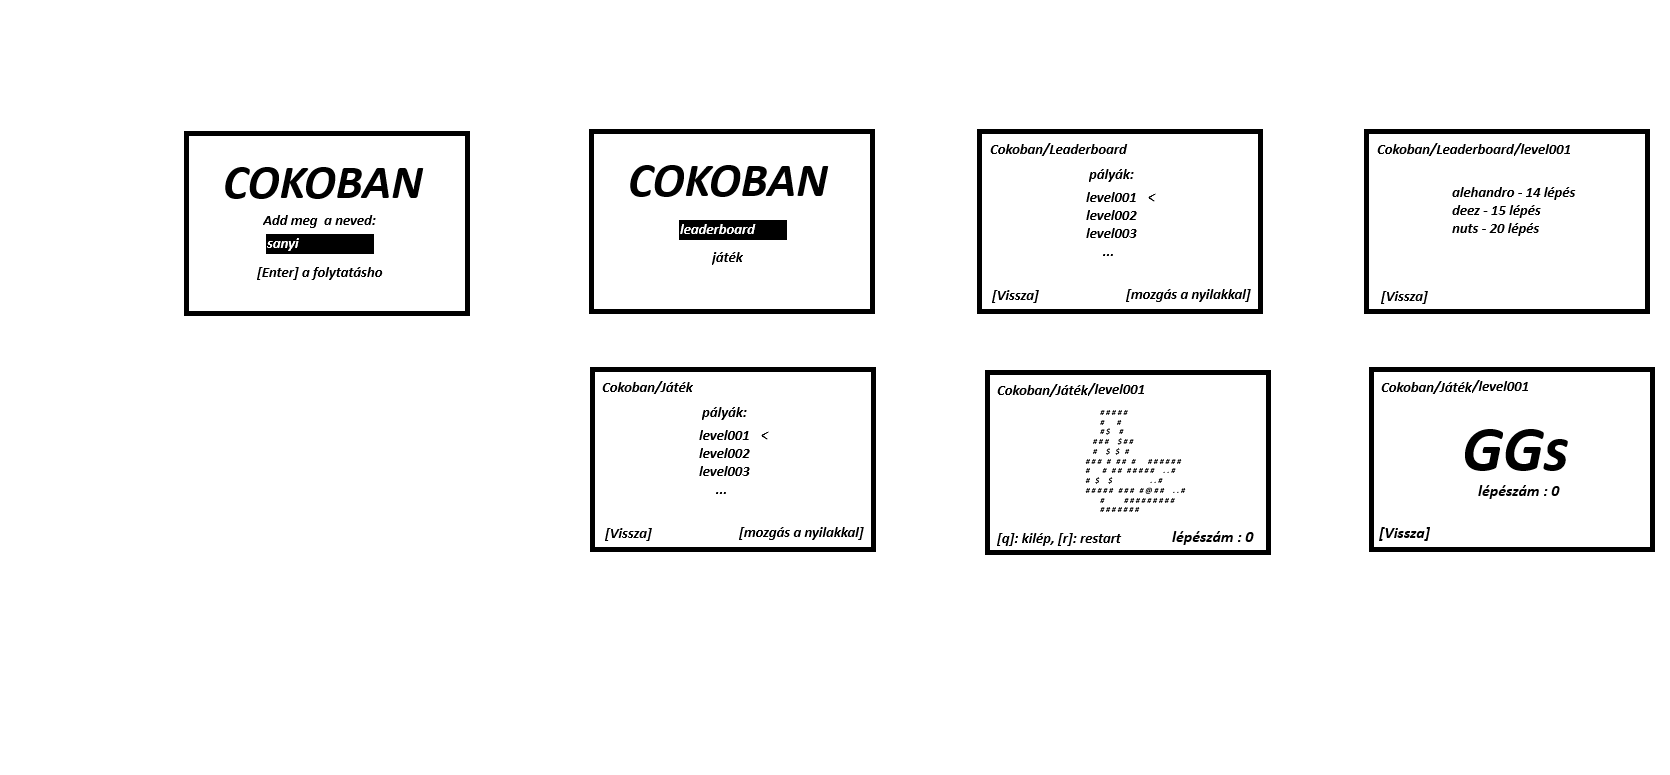 COKOBAN
Add meg  a neved:
sanyi
[Enter] a folytatásho
COKOBAN
leaderboard
játék
Cokoban/Leaderboard
pályák:
level001   <
level002
level003
...
[Vissza]
[mozgás a nyilakkal]
Cokoban/Leaderboard/level001
alehandro - 14 lépés
deez - 15 lépés
nuts - 20 lépés
[Vissza]
Cokoban/Játék
pályák:
level001   <
level002
level003
...
[Vissza]
[mozgás a nyilakkal]
Cokoban/Játék/level001
#####
#   #
#$  #
###  $##
#  $ $ #
### # ## #   ######
#   # ## #####  ..#
# $  $          ..#
##### ### #@##  ..#
#     #########
#######
[q]: kilép, [r]: restart
lépészám : 0
Cokoban/Játék/level001
GGs
lépészám : 0
[Vissza]